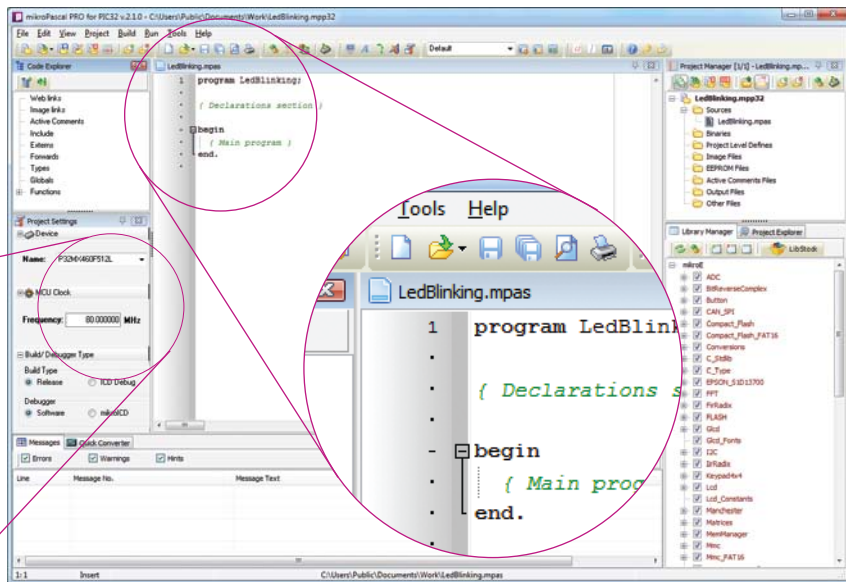 mikroPascal PRO for PIC32 v.2.1.0 - C:\Users\Public\Documents\Work\LedBlinking.mpp32
File Edit View Project Build Run Tools Help
Default
Code Explorer
Web links
Image links
Active Comments
Include
Externs
Forwards
Types
Globals
Functions
Project Settings
Device
Name: P32MX460F512L
MCU Clock
Frequency: 80.000000 MHz
Build/Debugger Type
Build Type
Release ICD Debug
Debugger
Software mikroICD
LedBlinking.mpas
1 program LedBlinking;
{ Declarations section }
begin
{ Main program }
end.
Tools Help
LedBlinking.mpas
1 program LedBlink
{ Declarations s
begin
{ Main prog
end.
Project Manager [1/1] - LedBlinking.mp...
LedBlinking.mpp32
Sources
LedBlinking.mpas
Binaries
Project Level Defines
Image Files
EEPROM Files
Active Comments Files
Output Files
Other Files
Library Manager Project Explorer
LibStock
mikroE
ADC
BitReverseComplex
Button
CAN_SPI
Compact_Flash
Compact_Flash_FAT16
Conversions
C_Stdlib
C_Type
EPSON_S1D13700
FFT
FirRadix
FLASH
Glcd
Glcd_Fonts
I2C
IrRadix
Keypad4x4
Lcd
Lcd_Constants
Manchester
Matrices
MemManager
Mmc
Mmc_FAT16
Messages Quick Converter
Errors Warnings Hints
Line Message No. Message Text
1:1 Insert C:\Users\Public\Documents\Work\LedBlinking.mpas